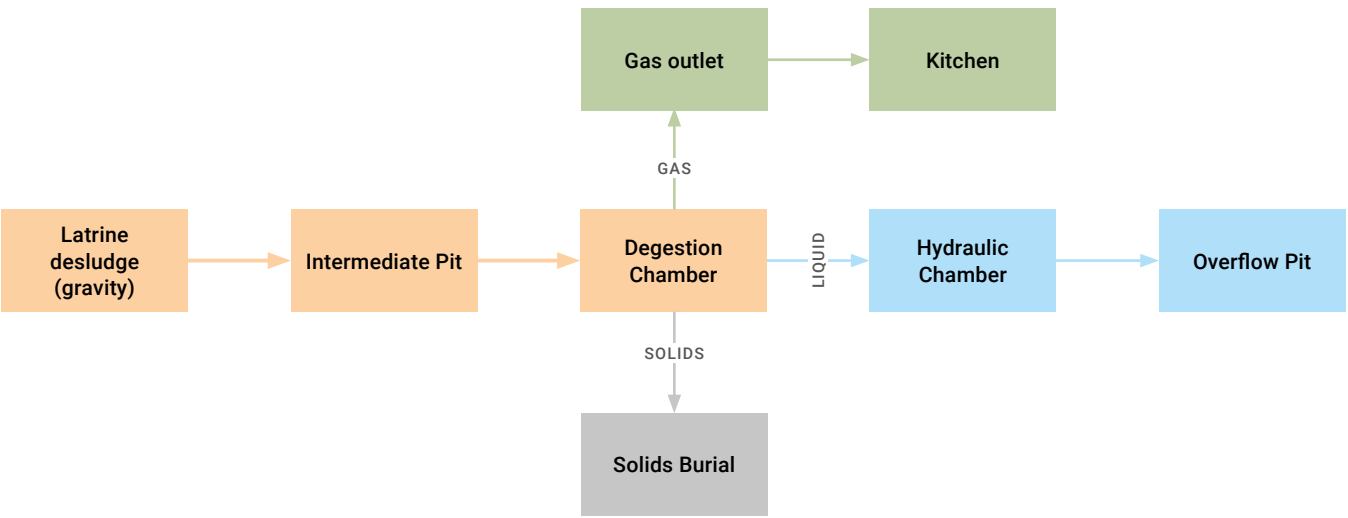 Gas outlet
Kitchen
GAS
Latrine
desludge
(gravity)
Intermediate Pit
Degestion
Chamber
LIQUID
Hydraulic
Chamber
Overflow Pit
SOLIDS
Solids Burial